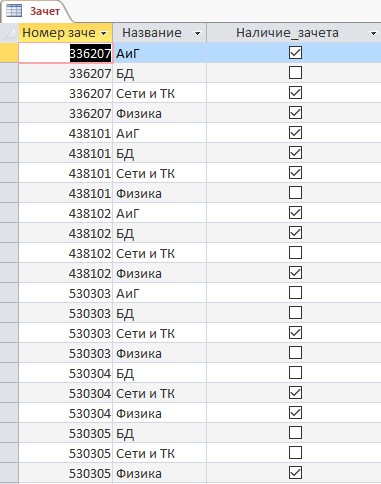 Зачет
Номер заче Название Наличие_зачета
336207 АиГ
336207 БД
336207 Сети и ТК
336207 Физика
438101 АиГ
438101 БД
438101 Сети и ТК
438101 Физика
438102 АиГ
438102 БД
438102 Сети и ТК
438102 Физика
530303 АиГ
530303 БД
530303 Сети и ТК
530303 Физика
530304 БД
530304 Сети и ТК
530304 Физика
530305 БД
530305 Сети и ТК
530305 Физика